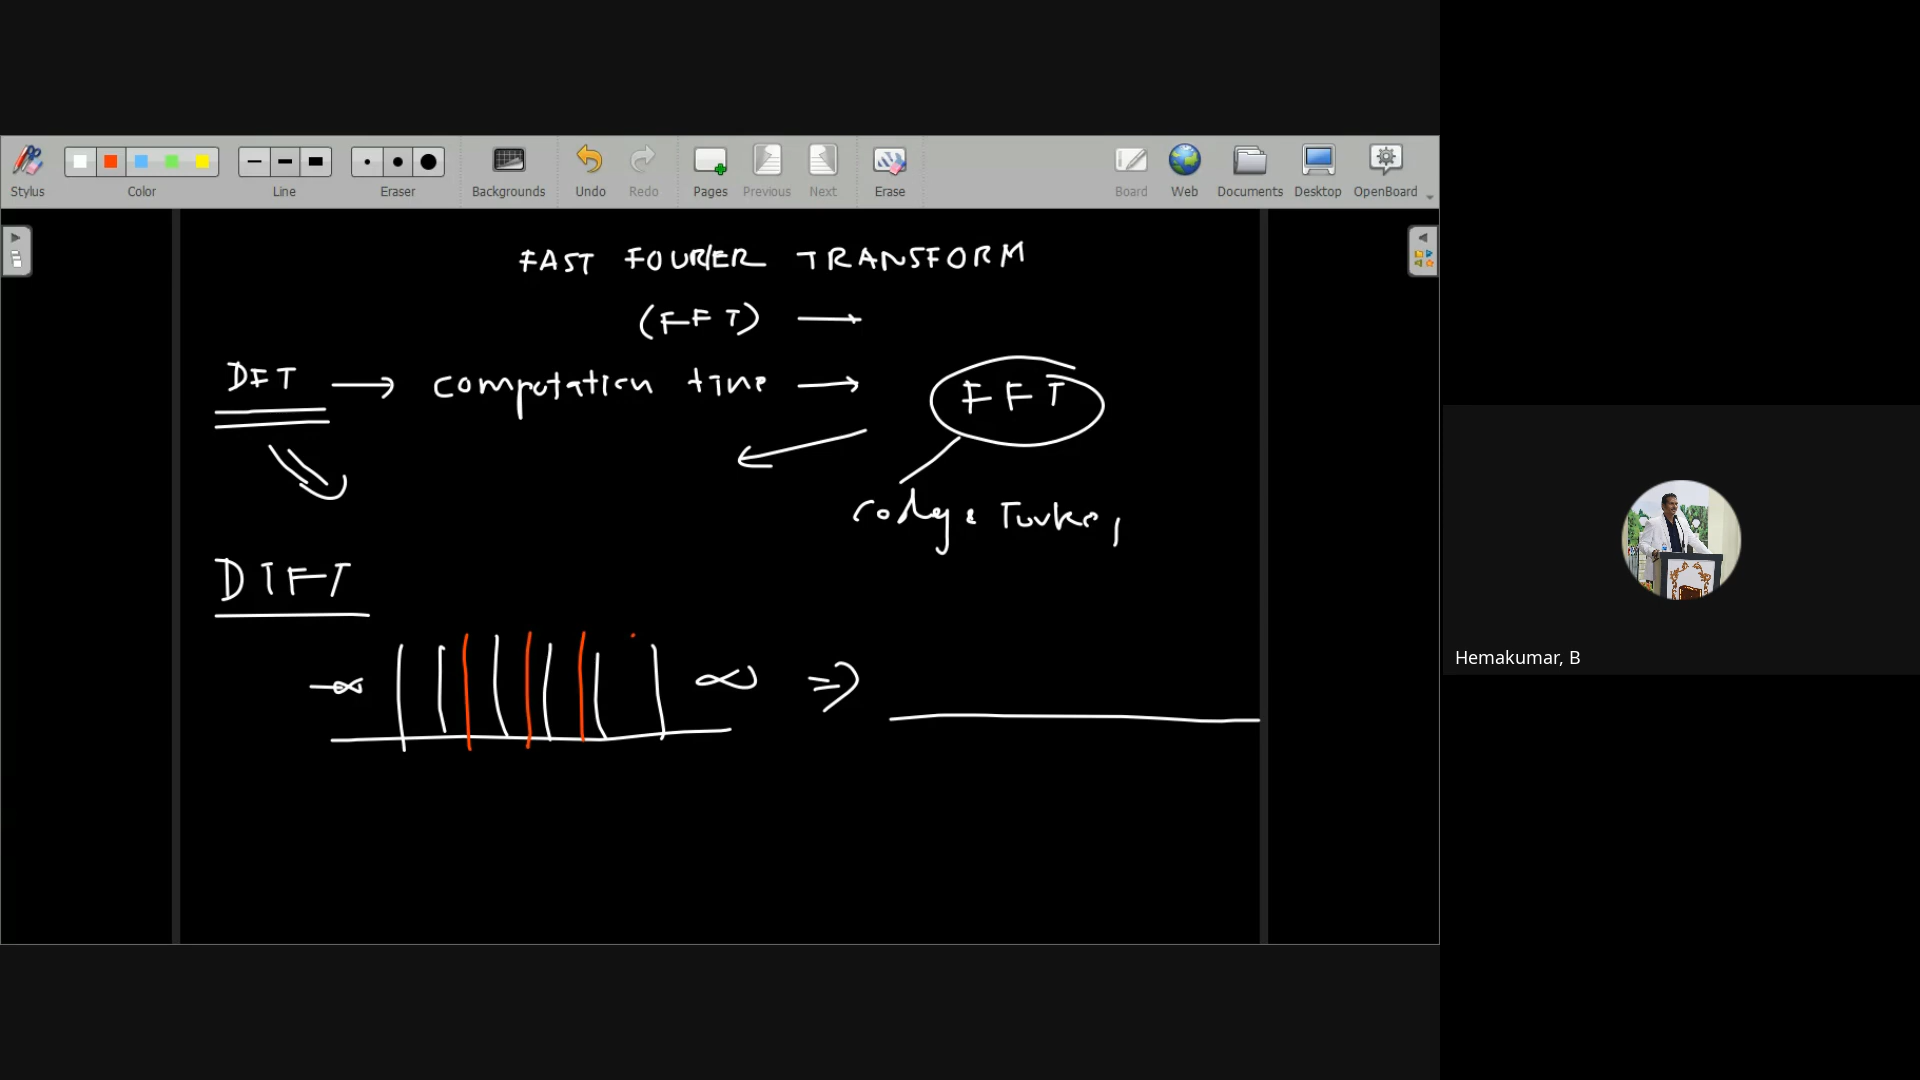 Stylus Color Line Eraser Backgrounds Undo Redo Pages Previous Next Erase Board Web Documents Desktop OpenBoard
FAST FOURIER TRANSFORM
(FFT) →
DFT → computation time → FFT
& 
DTFT
-∞ ∞ ⇒
Hemakumar, B